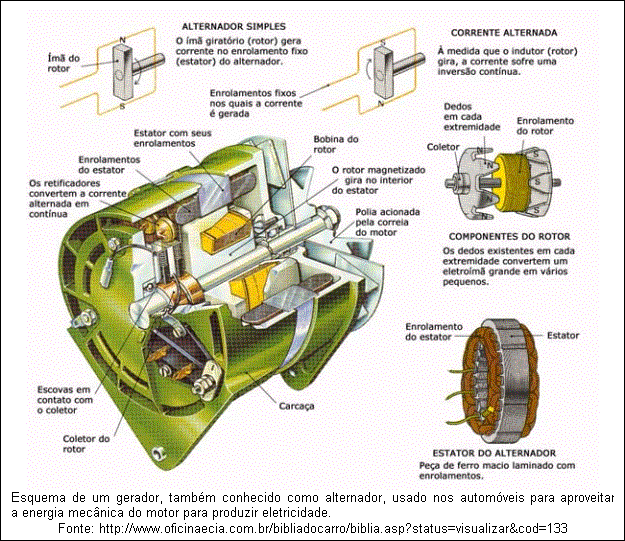 ALTERNADOR SIMPLES
O ímã giratório (rotor) gera
corrente no enrolamento fixo
(estator) do alternador.
Ímã do
rotor
N
S
CORRENTE ALTERNADA
À medida que o indutor (rotor)
gira, a corrente sofre uma
inversão contínua.
S
N
Enrolamentos fixos
nos quais a corrente
é gerada
Estator com seus
enrolamentos
Enrolamentos
do estator
Os retificadores
convertem a corrente
alternada em
contínua
Bobina do
rotor
O rotor magnetizado
gira no interior
do estator
Polia acionada
pela correia
do motor
Escovas em
contato com o
coletor
Coletor do
rotor
Carcaça
Dedos
em cada
extremidade
Enrolamento
do rotor
Coletor
N
N
S
S
COMPONENTES DO ROTOR
Os dedos existentes em cada
extremidade convertem um
eletroímã grande em vários
pequenos.
Enrolamento
do estator
Estator
ESTATOR DO ALTERNADOR
Peça de ferro macio laminado com
enrolamentos.
Esquema de um gerador, também conhecido como alternador, usado nos automóveis para aproveitar
a energia mecânica do motor para produzir eletricidade.
Fonte: http://www.oficinaecia.com.br/bibliadocarro/biblia.asp?status=visualizar&cod=133